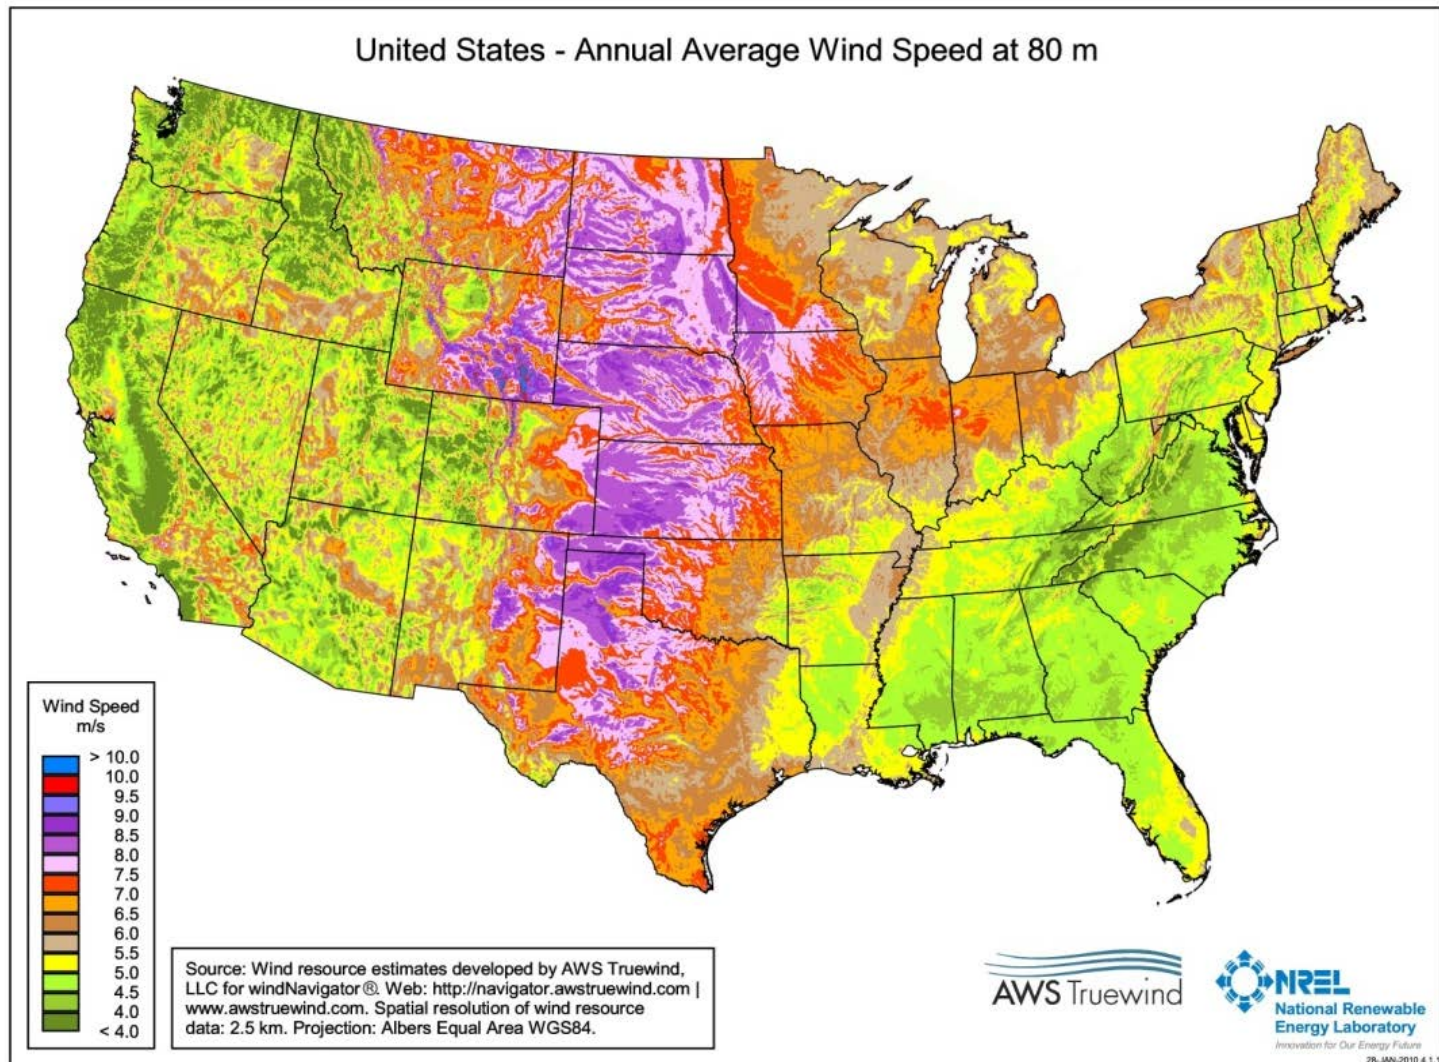 United States - Annual Average Wind Speed at 80 m
Wind Speed
m/s
> 10.0
10.0
9.5
9.0
8.5
8.0
7.5
7.0
6.5
6.0
5.5
5.0
4.5
4.0
< 4.0
Source: Wind resource estimates developed by AWS Truewind,
LLC for windNavigator®. Web: http://navigator.awstruewind.com |
www.awstruewind.com. Spatial resolution of wind resource
data: 2.5 km. Projection: Albers Equal Area WGS84.
AWS Truewind
NREL
National Renewable
Energy Laboratory
Innovation for Our Energy Future